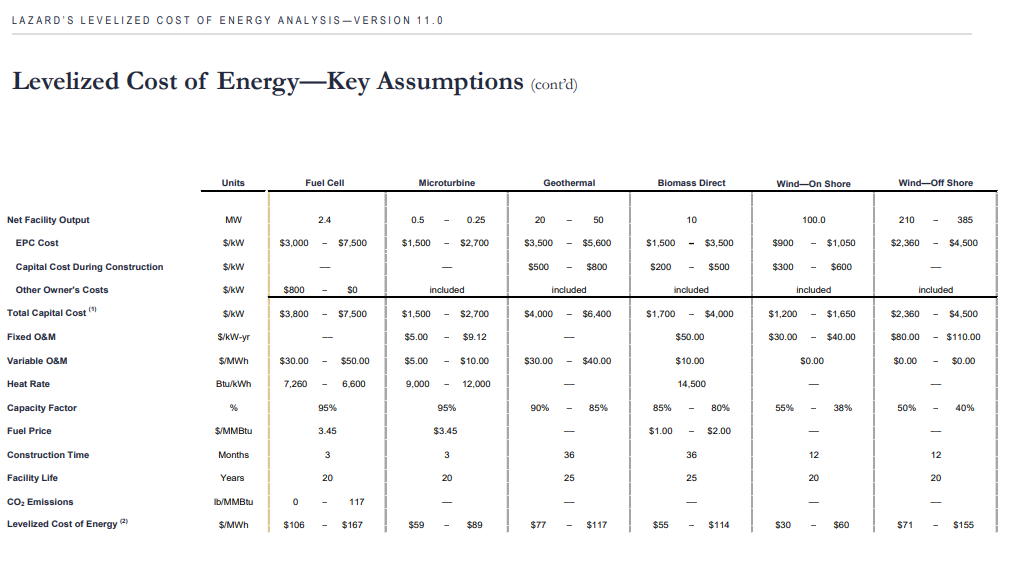 LAZARD'S LEVELIZED COST OF ENERGY ANALYSIS—VERSION 11.0
Levelized Cost of Energy—Key Assumptions (cont'd)
Units Fuel Cell Microturbine Geothermal Biomass Direct Wind—On Shore Wind—Off Shore
Net Facility Output MW 2.4 0.5 – 0.25 20 – 50 10 100.0 210 – 385
EPC Cost $/kW $3,000 – $7,500 $1,500 – $2,700 $3,500 – $5,600 $1,500 – $3,500 $900 – $1,050 $2,360 – $4,500
Capital Cost During Construction $/kW — — $500 – $800 $200 – $500 $300 – $600 —
Other Owner's Costs $/kW $800 – $0 included included included included included
Total Capital Cost (1) $/kW $3,800 – $7,500 $1,500 – $2,700 $4,000 – $6,400 $1,700 – $4,000 $1,200 – $1,650 $2,360 – $4,500
Fixed O&M $/kW-yr — $5.00 – $9.12 — $50.00 $30.00 – $40.00 $80.00 – $110.00
Variable O&M $/MWh $30.00 – $50.00 $5.00 – $10.00 $30.00 – $40.00 $10.00 $0.00 $0.00 – $0.00
Heat Rate Btu/kWh 7,260 – 6,600 9,000 – 12,000 — 14,500 — —
Capacity Factor % 95% 95% 90% – 85% 85% – 80% 55% – 38% 50% – 40%
Fuel Price $/MMBtu 3.45 $3.45 — $1.00 – $2.00 — —
Construction Time Months 3 3 36 36 12 12
Facility Life Years 20 20 25 25 20 20
CO₂ Emissions lb/MMBtu 0 – 117 — — — — —
Levelized Cost of Energy (2) $/MWh $106 – $167 $59 – $89 $77 – $117 $55 – $114 $30 – $60 $71 – $155